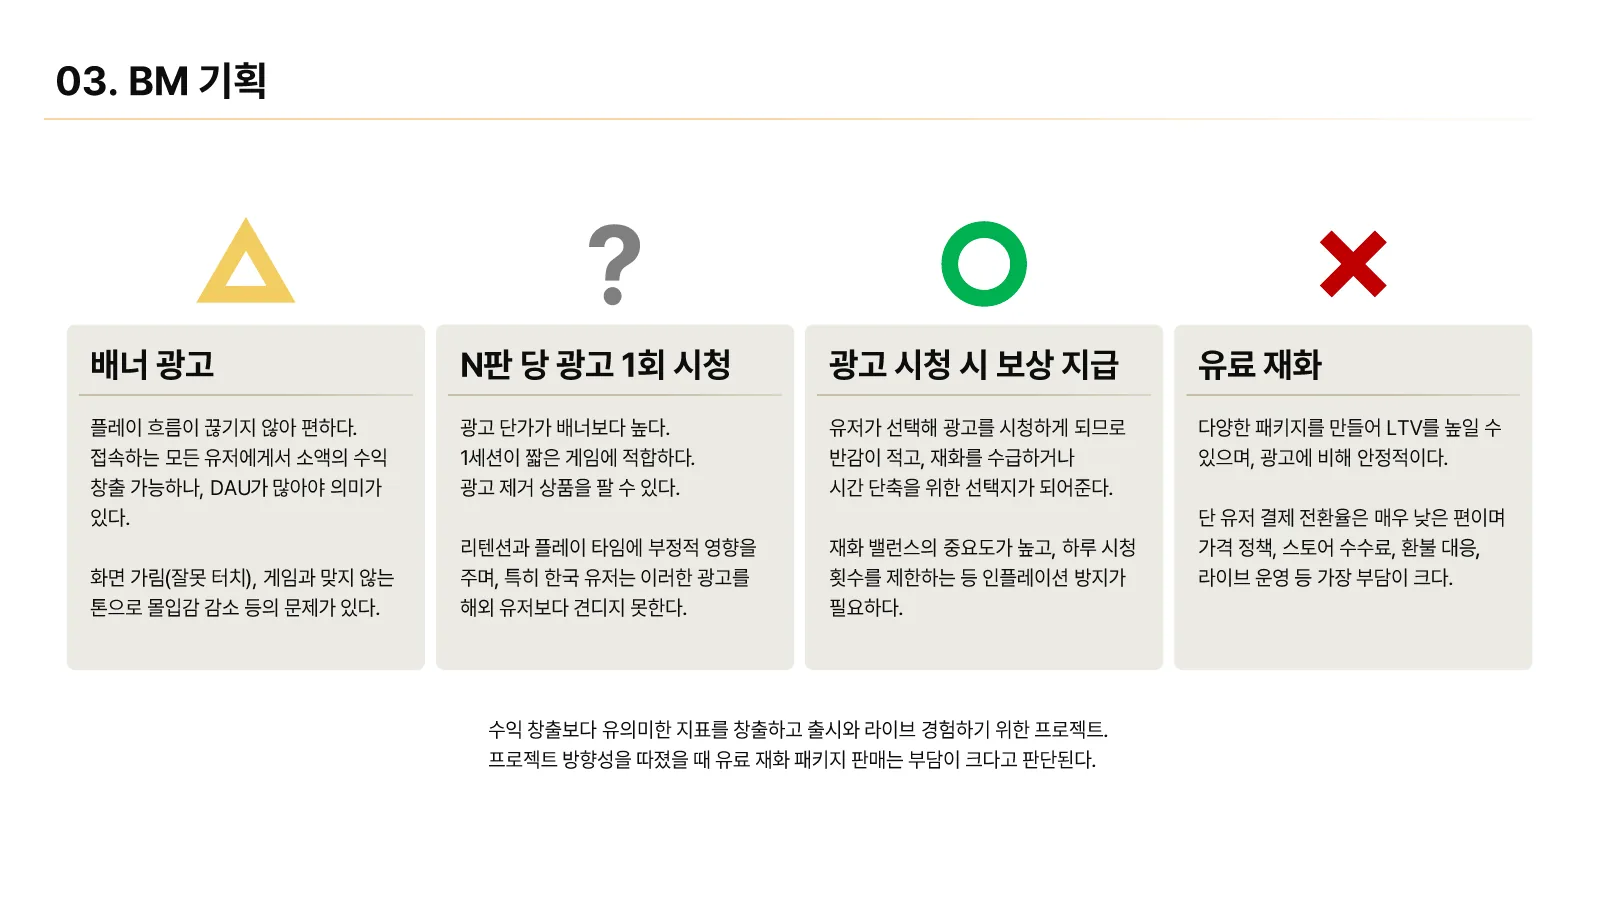 03. BM 기획
?
배너 광고
플레이 흐름이 끊기지 않아 편하다.
접속하는 모든 유저에게서 소액의 수익
창출 가능하나, DAU가 많아야 의미가
있다.
화면 가림(잘못 터치), 게임과 맞지 않는
톤으로 몰입감 감소 등의 문제가 있다.
N판 당 광고 1회 시청
광고 단가가 배너보다 높다.
1세션이 짧은 게임에 적합하다.
광고 제거 상품을 팔 수 있다.
리텐션과 플레이 타임에 부정적 영향을
주며, 특히 한국 유저는 이러한 광고를
해외 유저보다 견디지 못한다.
광고 시청 시 보상 지급
유저가 선택해 광고를 시청하게 되므로
반감이 적고, 재화를 수급하거나
시간 단축을 위한 선택지가 되어준다.
재화 밸런스의 중요도가 높고, 하루 시청
횟수를 제한하는 등 인플레이션 방지가
필요하다.
유료 재화
다양한 패키지를 만들어 LTV를 높일 수
있으며, 광고에 비해 안정적이다.
단 유저 결제 전환율은 매우 낮은 편이며
가격 정책, 스토어 수수료, 환불 대응,
라이브 운영 등 가장 부담이 크다.
수익 창출보다 유의미한 지표를 창출하고 출시와 라이브 경험하기 위한 프로젝트.
프로젝트 방향성을 따졌을 때 유료 재화 패키지 판매는 부담이 크다고 판단된다.